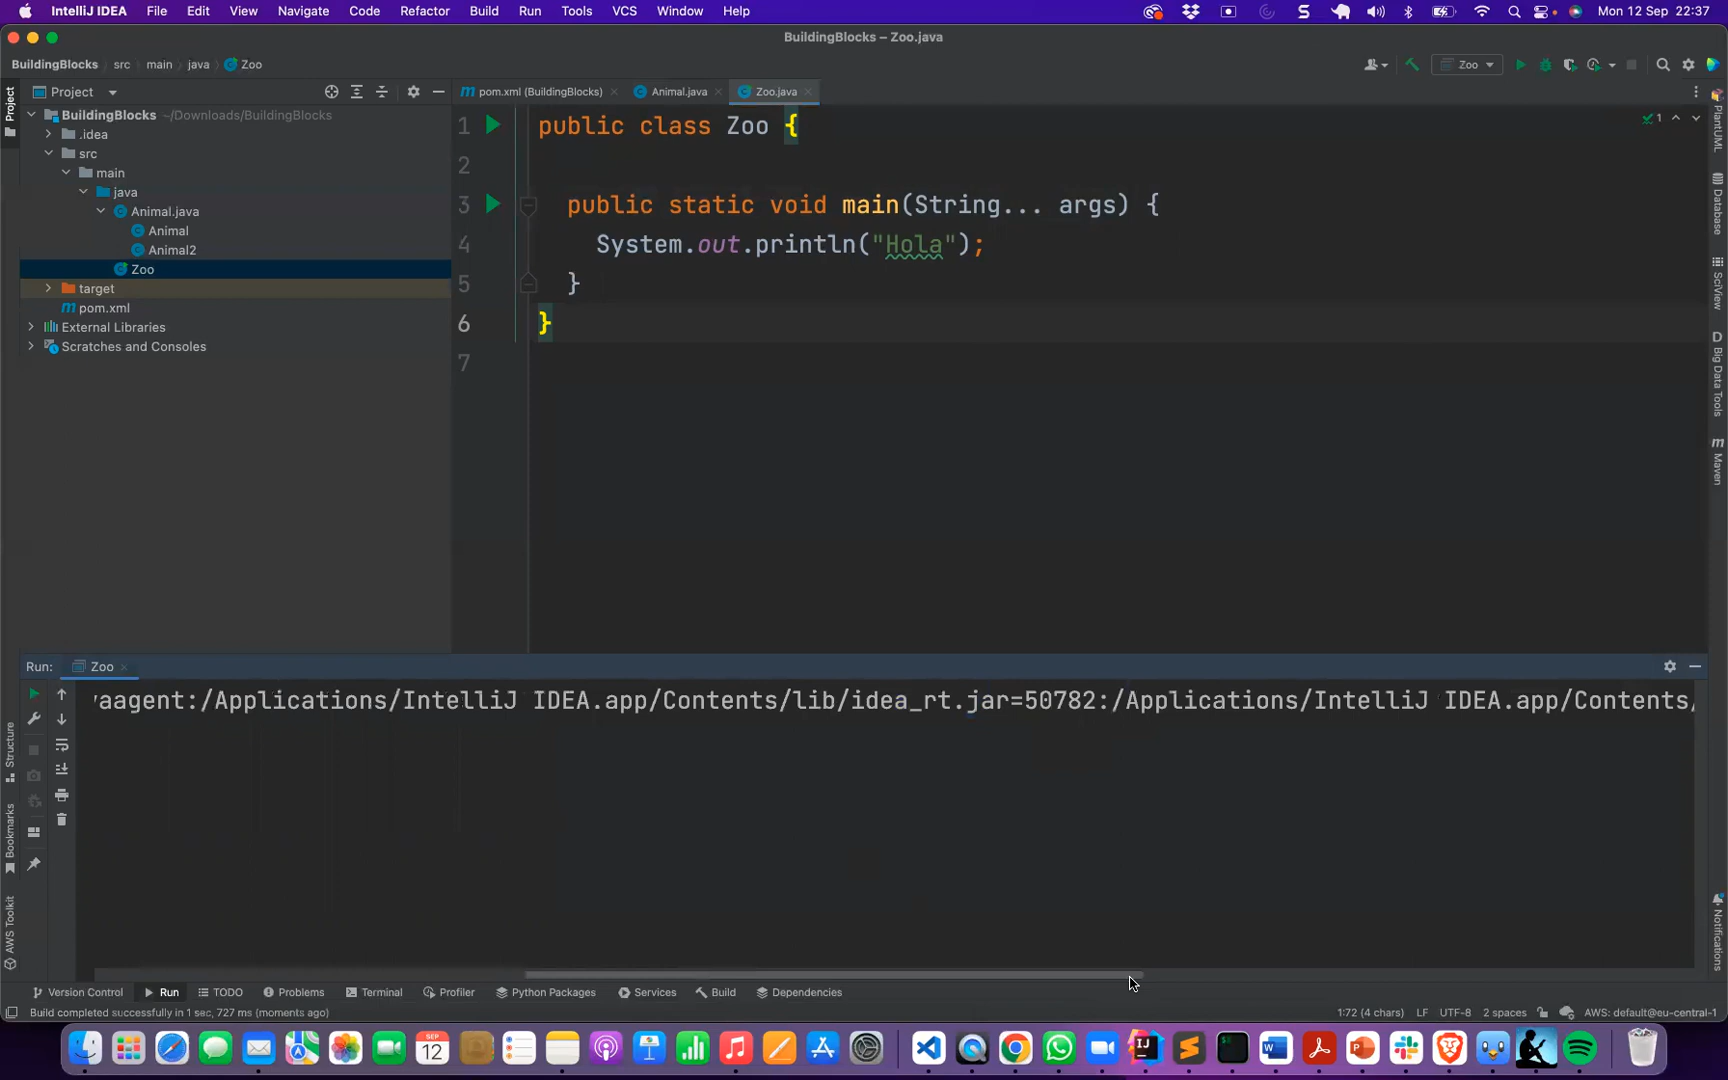 IntelliJ IDEA File Edit View Navigate Code Refactor Build Run Tools VCS Window Help Mon 12 Sep 22:37
BuildingBlocks – Zoo.java
BuildingBlocks src main java Zoo
Zoo
Project
pom.xml (BuildingBlocks) Animal.java Zoo.java
BuildingBlocks ~/Downloads/BuildingBlocks
.idea
src
main
java
Animal.java
Animal
Animal2
Zoo
target
pom.xml
External Libraries
Scratches and Consoles
1 public class Zoo {
2
3 public static void main(String... args) {
4 System.out.println("Hola");
5 }
6 }
7
1
Project
Structure
Bookmarks
AWS Toolkit
PlantUML
Database
SciView
D Big Data Tools
m Maven
Notifications
Run: Zoo
/aagent:/Applications/IntelliJ IDEA.app/Contents/lib/idea_rt.jar=50782:/Applications/IntelliJ IDEA.app/Contents/
Version Control Run TODO Problems Terminal Profiler Python Packages Services Build Dependencies
Build completed successfully in 1 sec, 727 ms (moments ago) 1:72 (4 chars) LF UTF-8 2 spaces AWS: default@eu-central-1
SEP
12